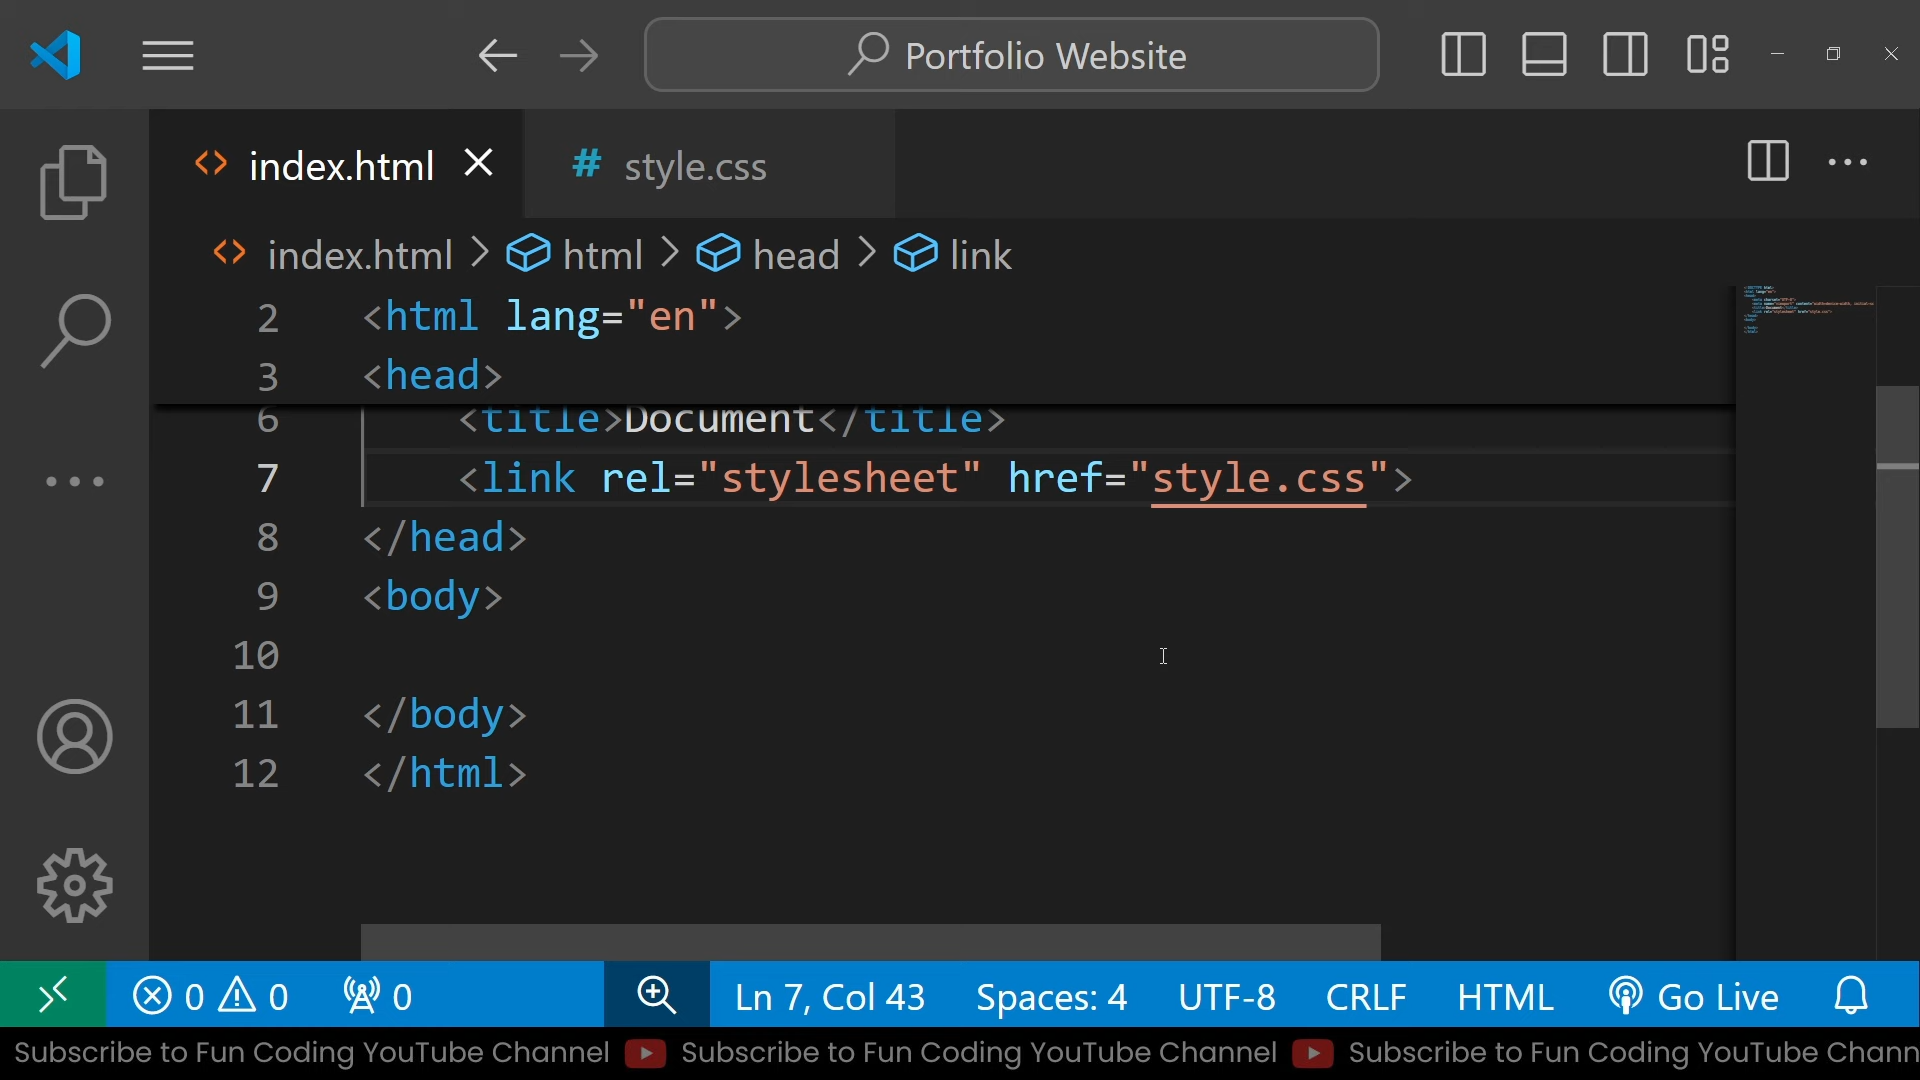 Portfolio Website
<> index.html # style.css ...
<> index.html > html > head > link
2 <html lang="en">
3 <head>
6 <title>Document</title>
7 <link rel="stylesheet" href="style.css">
8 </head>
9 <body>
10
11 </body>
12 </html>
0 0 0 Ln 7, Col 43 Spaces: 4 UTF-8 CRLF HTML Go Live
Subscribe to Fun Coding YouTube Channel Subscribe to Fun Coding YouTube Channel Subscribe to Fun Coding YouTube Chann